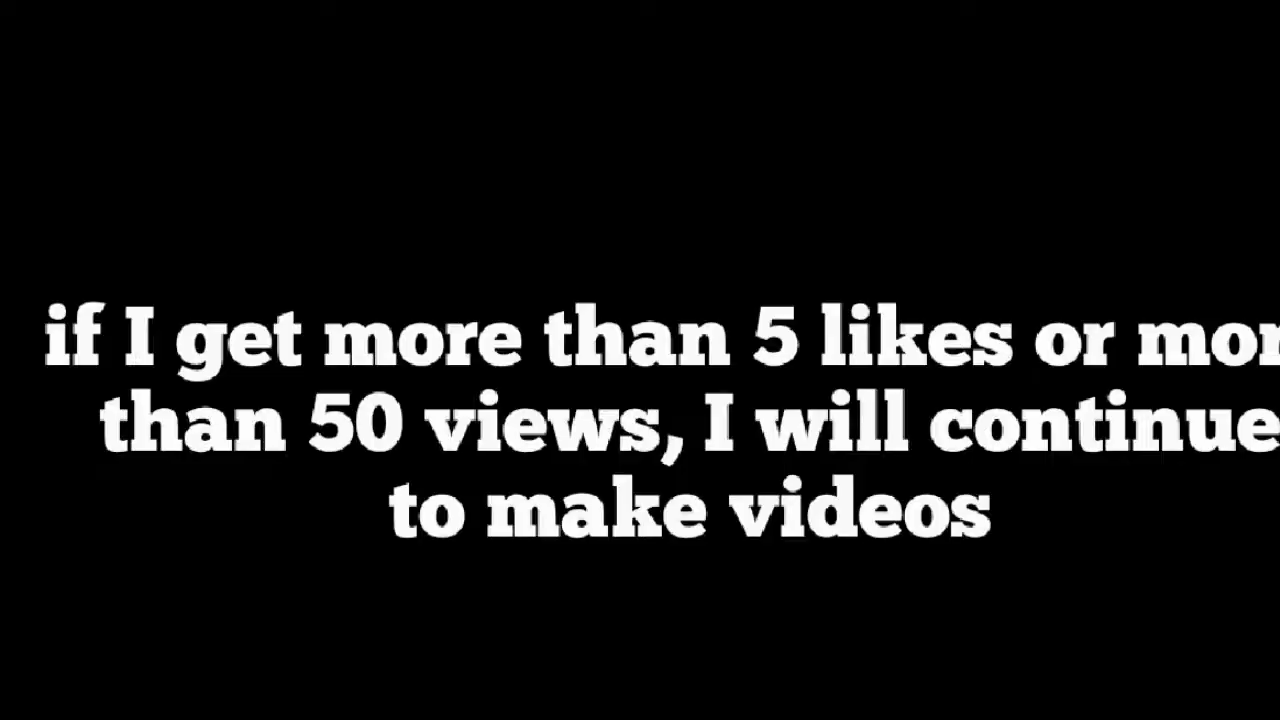 if I get more than 5 likes or mor
than 50 views, I will continue
to make videos